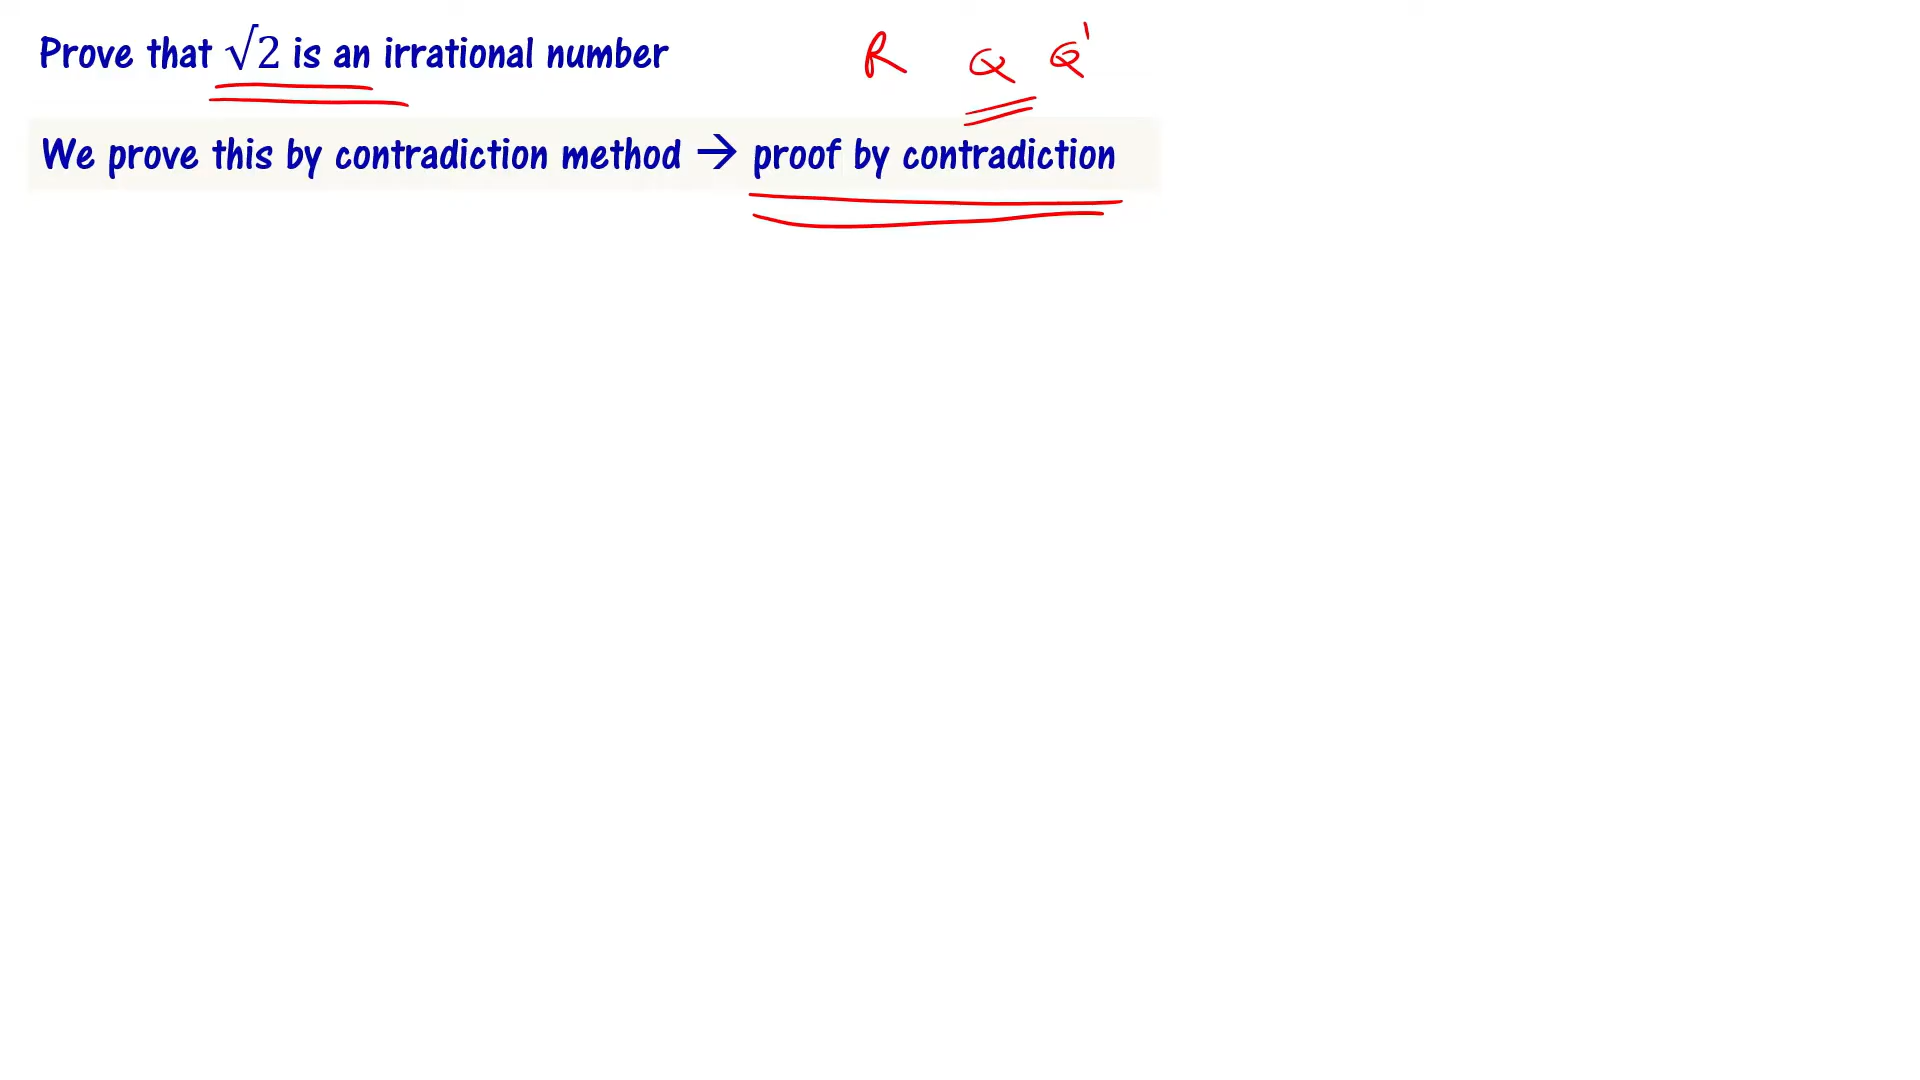 Prove that √2 is an irrational number
R Q Q'
We prove this by contradiction method → proof by contradiction